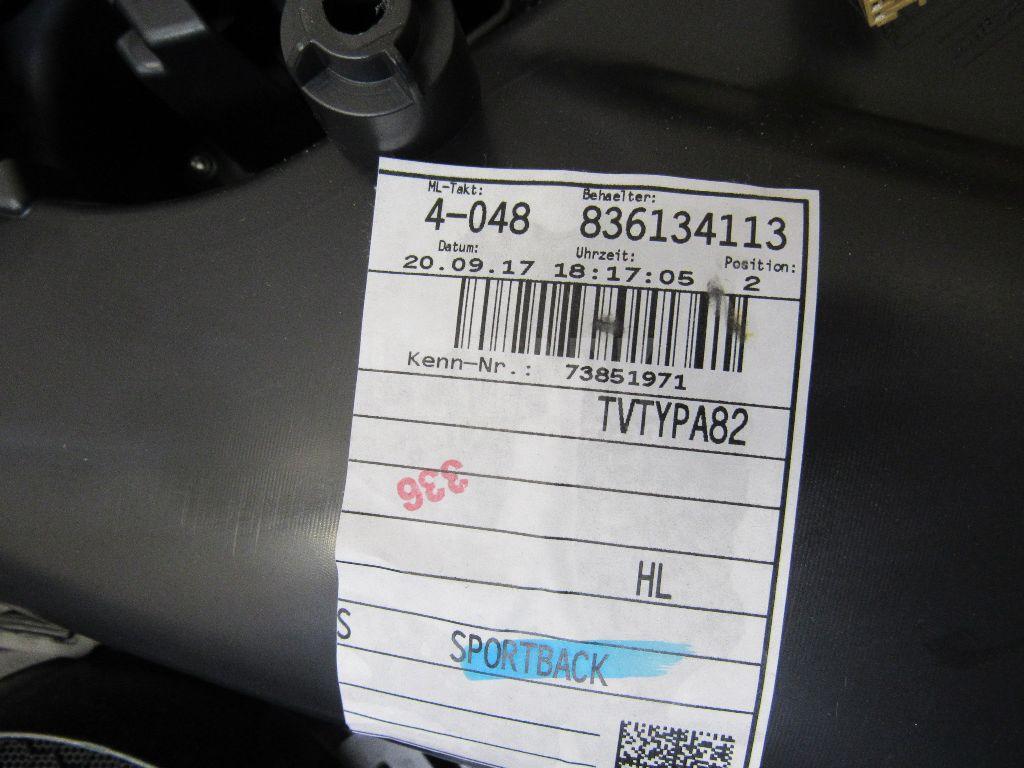 ML-Takt: Behaelter:
4-048 836134113
Datum: Uhrzeit: Position:
20.09.17 18:17:05 2
Kenn-Nr.: 73851971
TVTYPA82
336
HL
S SPORTBACK